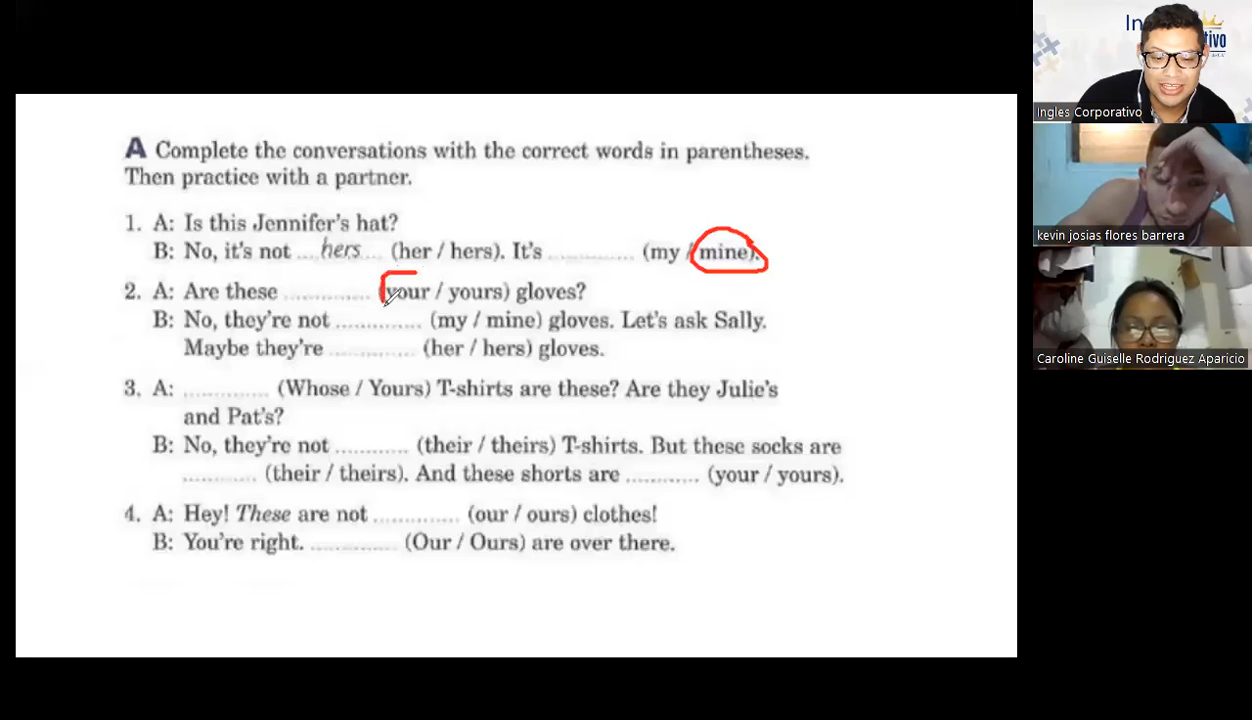 A Complete the conversations with the correct words in parentheses.
Then practice with a partner.
1. A: Is this Jennifer's hat?
B: No, it's not ....hers.... (her / hers). It's .............. (my / mine).
2. A: Are these .............. (your / yours) gloves?
B: No, they're not .............. (my / mine) gloves. Let's ask Sally.
Maybe they're .............. (her / hers) gloves.
3. A: .............. (Whose / Yours) T-shirts are these? Are they Julie's
and Pat's?
B: No, they're not ............ (their / theirs) T-shirts. But these socks are
............ (their / theirs). And these shorts are ............ (your / yours).
4. A: Hey! These are not .............. (our / ours) clothes!
B: You're right. .............. (Our / Ours) are over there.
In
tivo
Ingles Corporativo
kevin josias flores barrera
Caroline Guiselle Rodriguez Aparicio